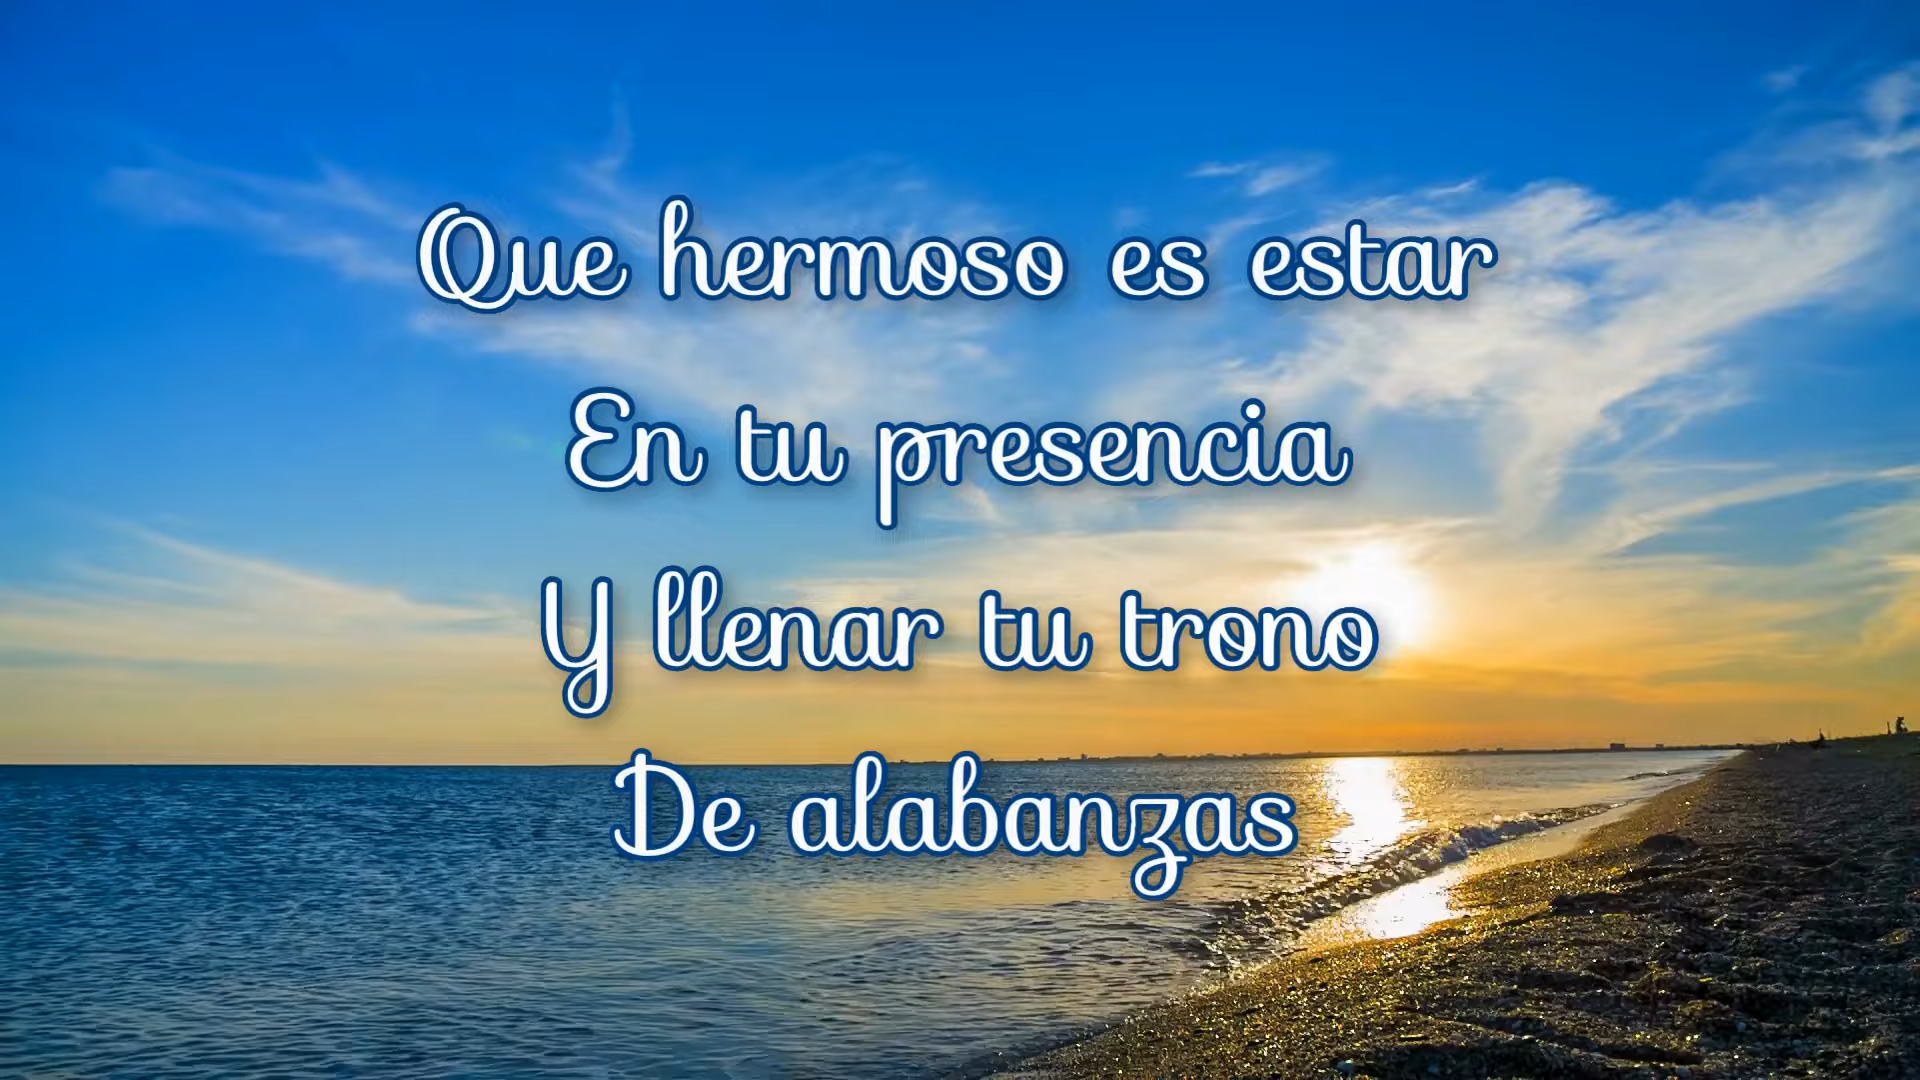 Que hermoso es estar
En tu presencia
Y llenar tu trono
De alabanzas